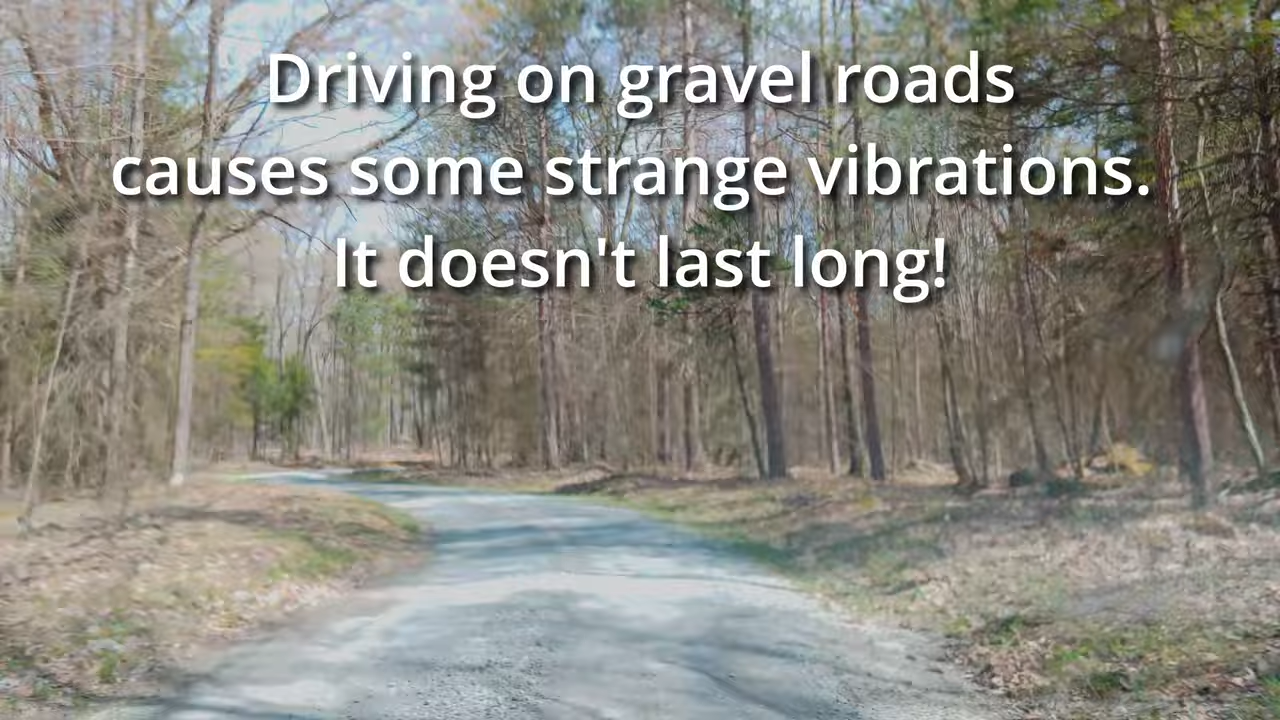 Driving on gravel roads
causes some strange vibrations.
It doesn't last long!